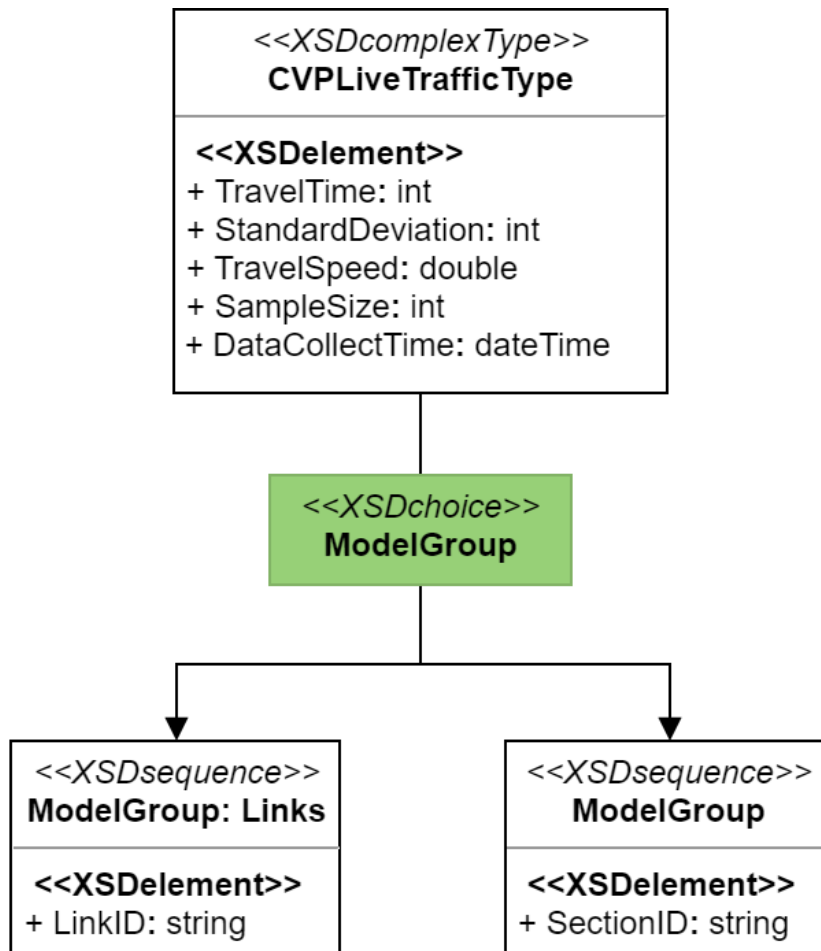 <<XSDcomplexType>>
CVPLiveTrafficType
<<XSDelement>>
+ TravelTime: int
+ StandardDeviation: int
+ TravelSpeed: double
+ SampleSize: int
+ DataCollectTime: dateTime
<<XSDchoice>>
ModelGroup
<<XSDsequence>>
ModelGroup: Links
<<XSDelement>>
+ LinkID: string
<<XSDsequence>>
ModelGroup
<<XSDelement>>
+ SectionID: string